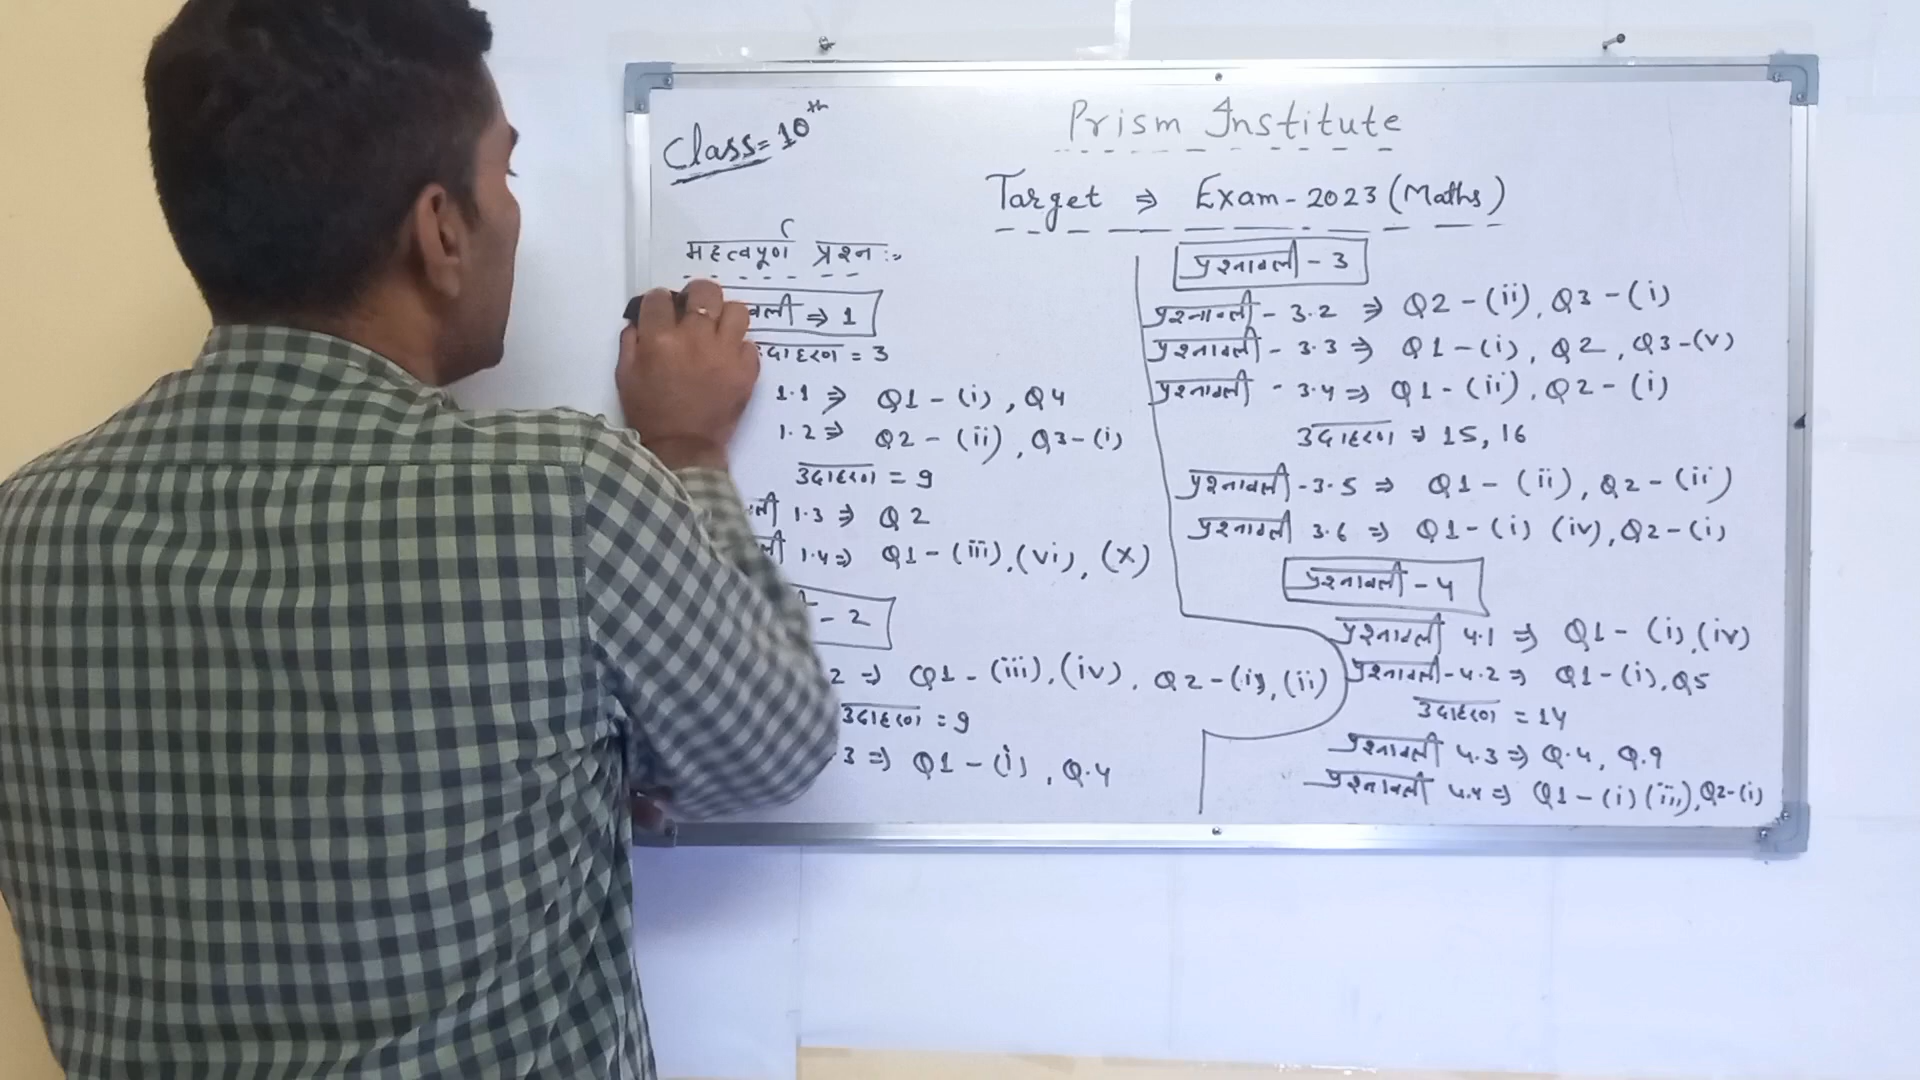 Class = 10th
Prism Institute
Target ⇒ Exam - 2023 (Maths)
महत्वपूर्ण प्रश्न :-
वली ⇒ 1
उदाहरण = 3
1.1 ⇒ Q1 - (i), Q4
1.2 ⇒ Q2 - (ii), Q3 - (i)
उदाहरण = 9
ली 1.3 ⇒ Q2
ली 1.4 ⇒ Q1 - (iii), (vi), (x)
- 2
2 ⇒ Q1 - (iii), (iv), Q2 - (i), (ii)
उदाहरण = 9
.3 ⇒ Q1 - (i), Q.4
प्रश्नावली - 3
प्रश्नावली - 3.2 ⇒ Q2 - (ii), Q3 - (i)
प्रश्नावली - 3.3 ⇒ Q1 - (i), Q2, Q3 - (v)
प्रश्नावली - 3.4 ⇒ Q1 - (ii), Q2 - (i)
उदाहरण ⇒ 15, 16
प्रश्नावली - 3.5 ⇒ Q1 - (ii), Q2 - (ii)
प्रश्नावली 3.6 ⇒ Q1 - (i) (iv), Q2 - (i)
प्रश्नावली - 4
प्रश्नावली 4.1 ⇒ Q1 - (i), (iv)
प्रश्नावली - 4.2 ⇒ Q1 - (i), Q5
उदाहरण = 14
प्रश्नावली 4.3 ⇒ Q.4, Q.9
प्रश्नावली 4.4 ⇒ Q1 - (i) (iii), Q2 - (i)